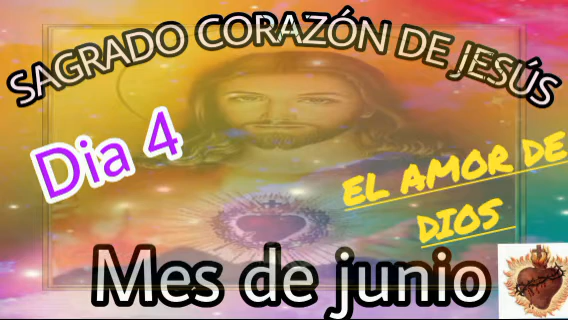 SAGRADO CORAZÓN DE JESÚS
Dia 4
EL AMOR DE
DIOS
Mes de junio